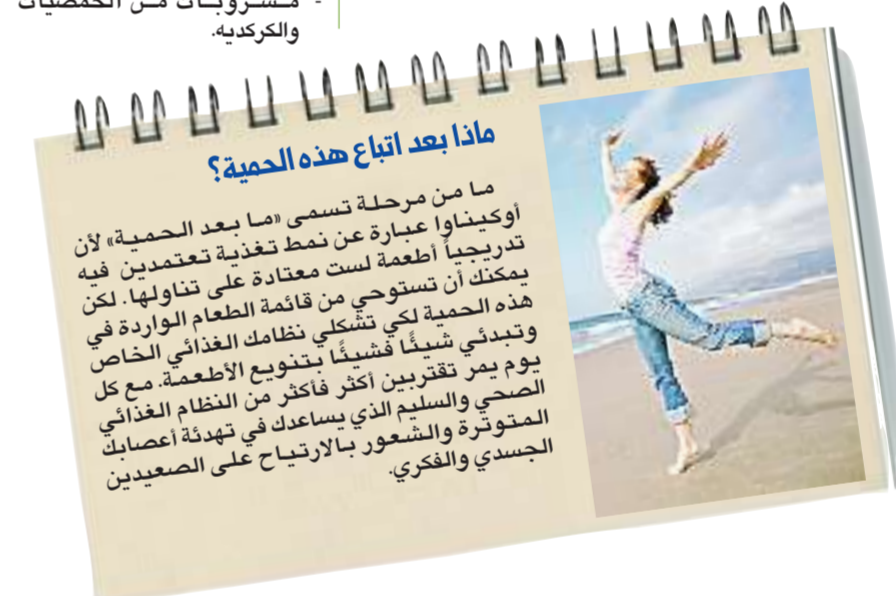 - مشروبات من الحمضيات
والكركديه.
ماذا بعد اتباع هذه الحمية؟
ما من مرحلة تسمى «ما بعد الحمية» لأن
أوكيناوا عبارة عن نمط تغذية تعتمدين فيه
تدريجياً أطعمة لست معتادة على تناولها. لكن
يمكنك أن تستوحي من قائمة الطعام الواردة في
هذه الحمية لكي تشكلي نظامك الغذائي الخاص
وتبدئي شيئًا فشيئًا بتنويع الأطعمة. مع كل
يوم يمر تقتربين أكثر فأكثر من النظام الغذائي
الصحي والسليم الذي يساعدك في تهدئة أعصابك
المتوترة والشعور بالارتياح على الصعيدين
الجسدي والفكري.